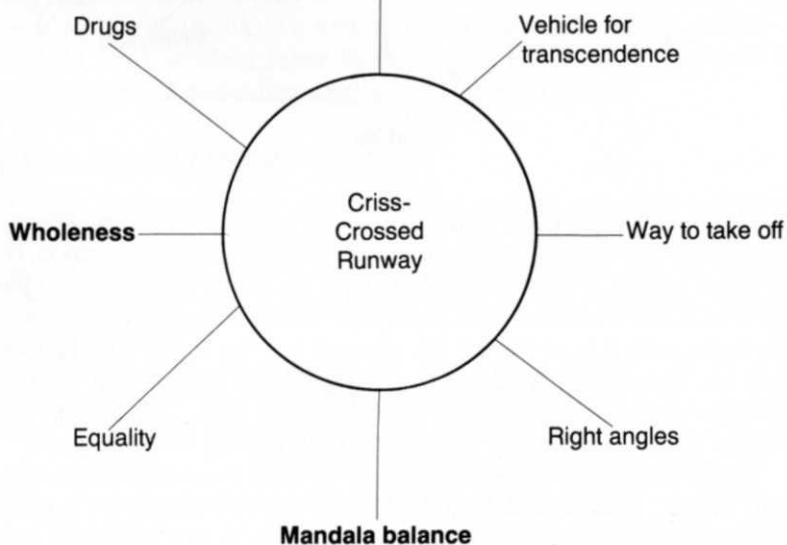 Drugs
Vehicle for
transcendence
Criss-
Crossed
Runway
Wholeness
Way to take off
Equality
Right angles
Mandala balance